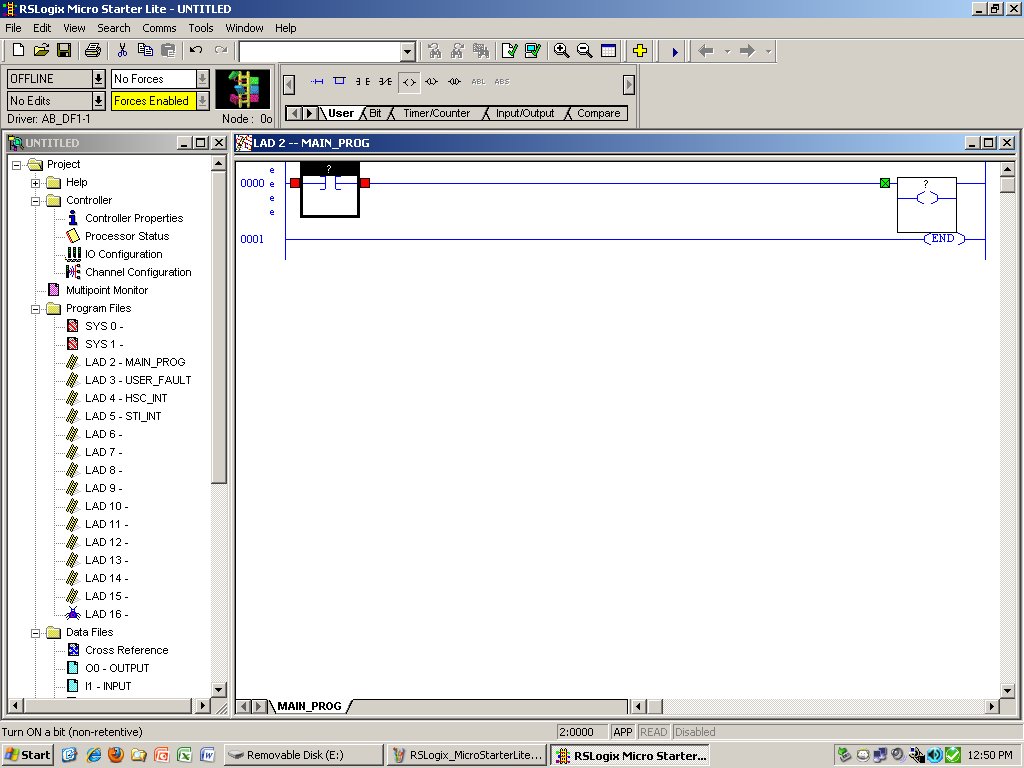 RSLogix Micro Starter Lite - UNTITLED
File Edit View Search Comms Tools Window Help
OFFLINE No Forces
No Edits Forces Enabled
Driver: AB_DF1-1 Node : 0o
ABL ABS
User Bit Timer/Counter Input/Output Compare
UNTITLED
Project
Help
Controller
Controller Properties
Processor Status
IO Configuration
Channel Configuration
Multipoint Monitor
Program Files
SYS 0 -
SYS 1 -
LAD 2 - MAIN_PROG
LAD 3 - USER_FAULT
LAD 4 - HSC_INT
LAD 5 - STI_INT
LAD 6 -
LAD 7 -
LAD 8 -
LAD 9 -
LAD 10 -
LAD 11 -
LAD 12 -
LAD 13 -
LAD 14 -
LAD 15 -
LAD 16 -
Data Files
Cross Reference
O0 - OUTPUT
I1 - INPUT
LAD 2 -- MAIN_PROG
e ?
0000 e ?
e
e
0001 END
MAIN_PROG
Turn ON a bit (non-retentive) 2:0000 APP READ Disabled
Start Removable Disk (E:) RSLogix_MicroStarterLite... RSLogix Micro Starter... 12:50 PM